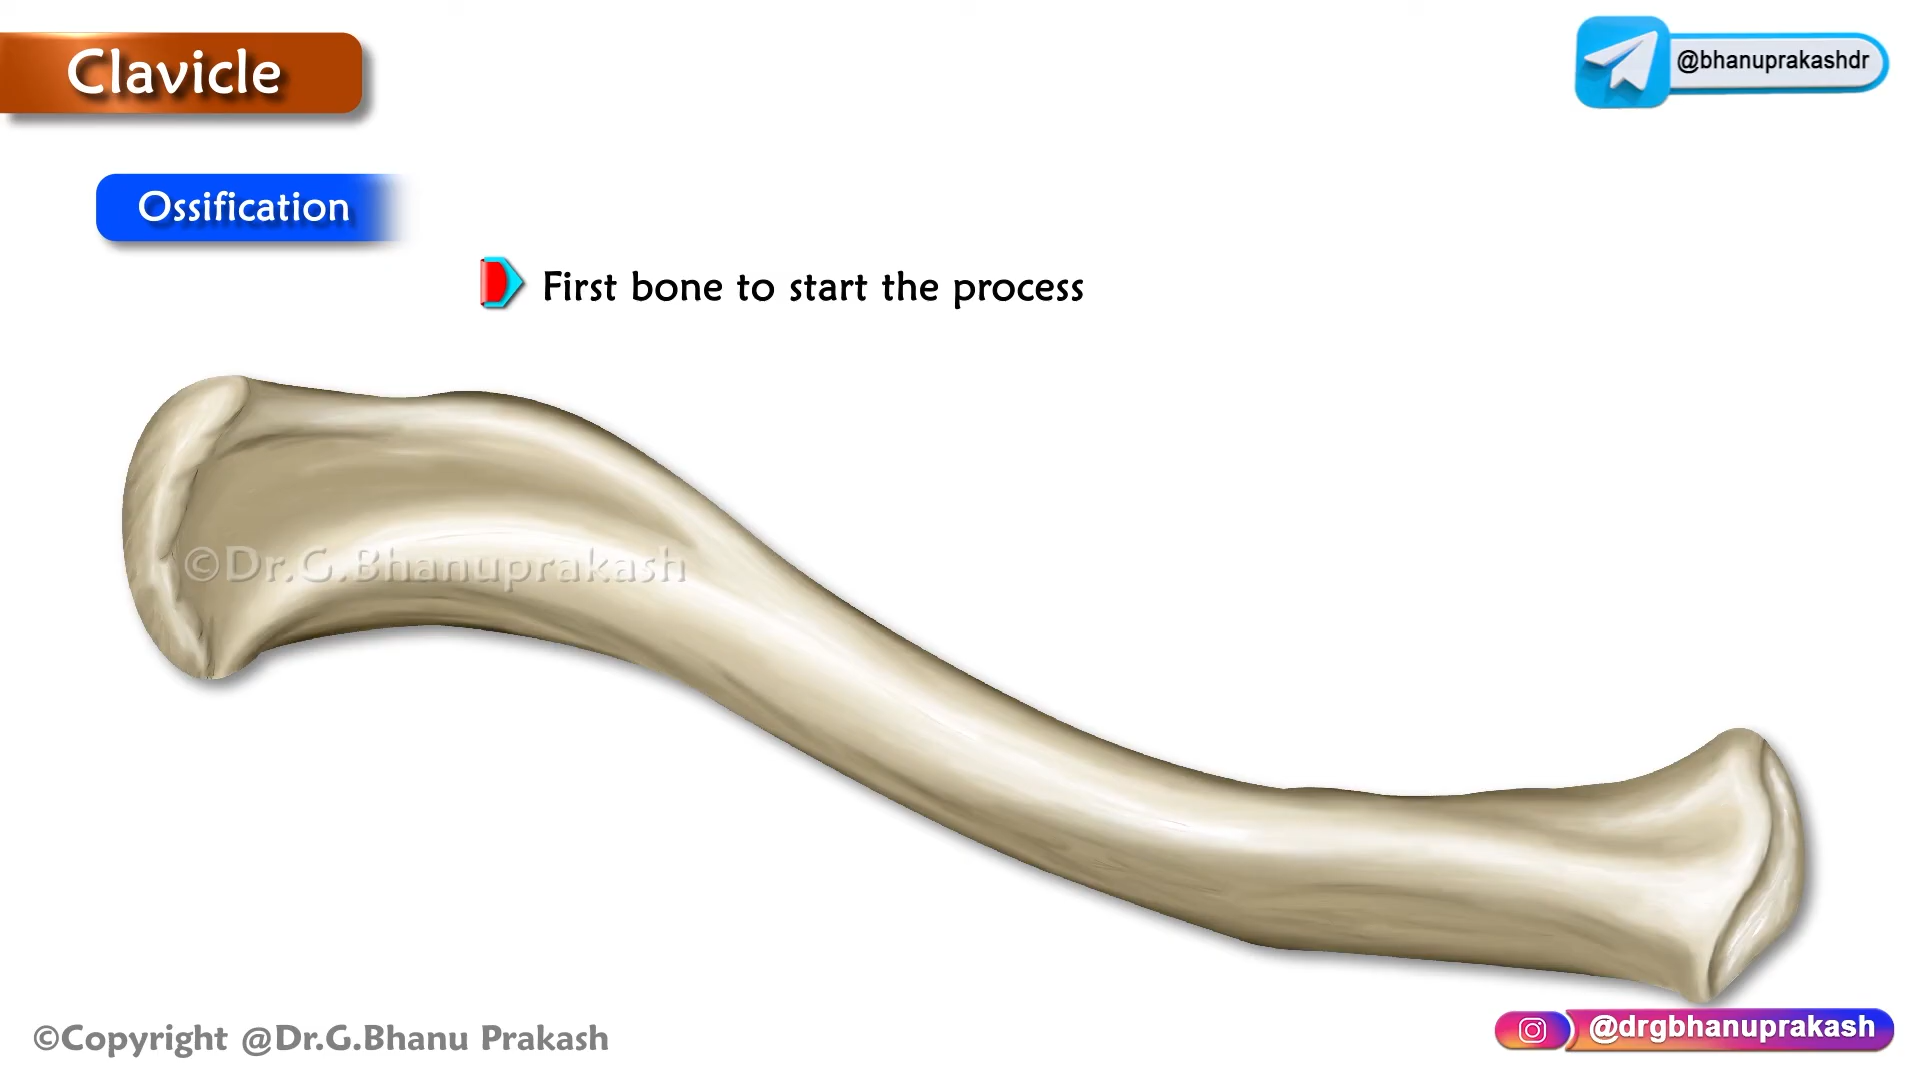 Clavicle
@bhanuprakashdr
Ossification
First bone to start the process
©Dr.G.Bhanuprakash
©Copyright @Dr.G.Bhanu Prakash
@drgbhanuprakash